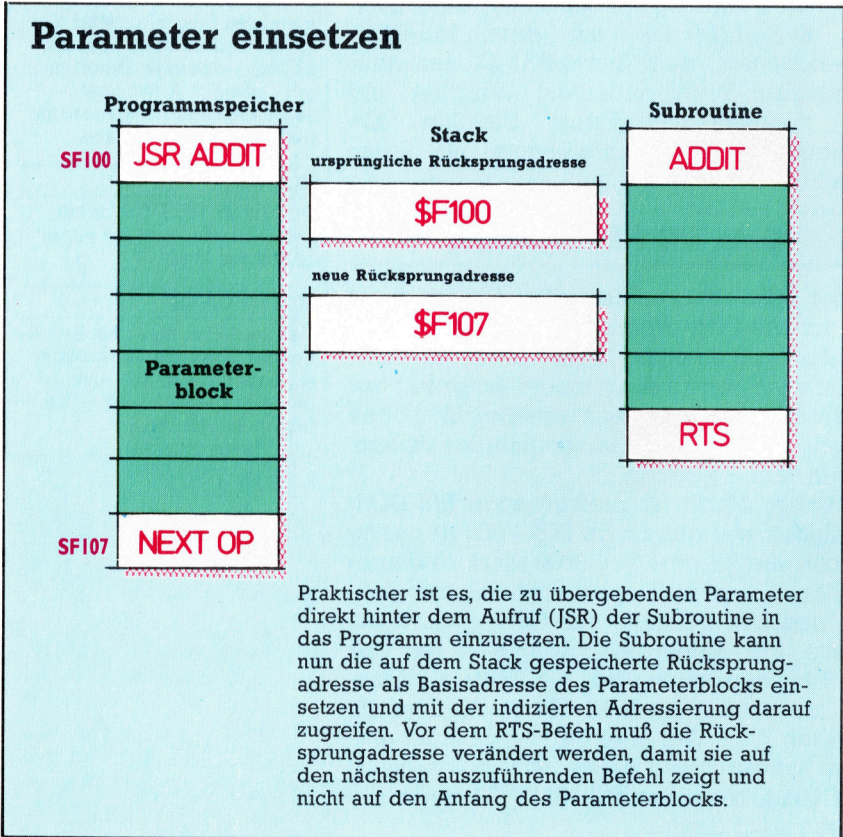 Parameter einsetzen
Programmspeicher
SF100
JSR ADDIT
Parameter-
block
SF107
NEXT OP
Stack
ursprüngliche Rücksprungadresse
$F100
neue Rücksprungadresse
$F107
Subroutine
ADDIT
RTS
Praktischer ist es, die zu übergebenden Parameter
direkt hinter dem Aufruf (JSR) der Subroutine in
das Programm einzusetzen. Die Subroutine kann
nun die auf dem Stack gespeicherte Rücksprung-
adresse als Basisadresse des Parameterblocks ein-
setzen und mit der indizierten Adressierung darauf
zugreifen. Vor dem RTS-Befehl muß die Rück-
sprungadresse verändert werden, damit sie auf
den nächsten auszuführenden Befehl zeigt und
nicht auf den Anfang des Parameterblocks.